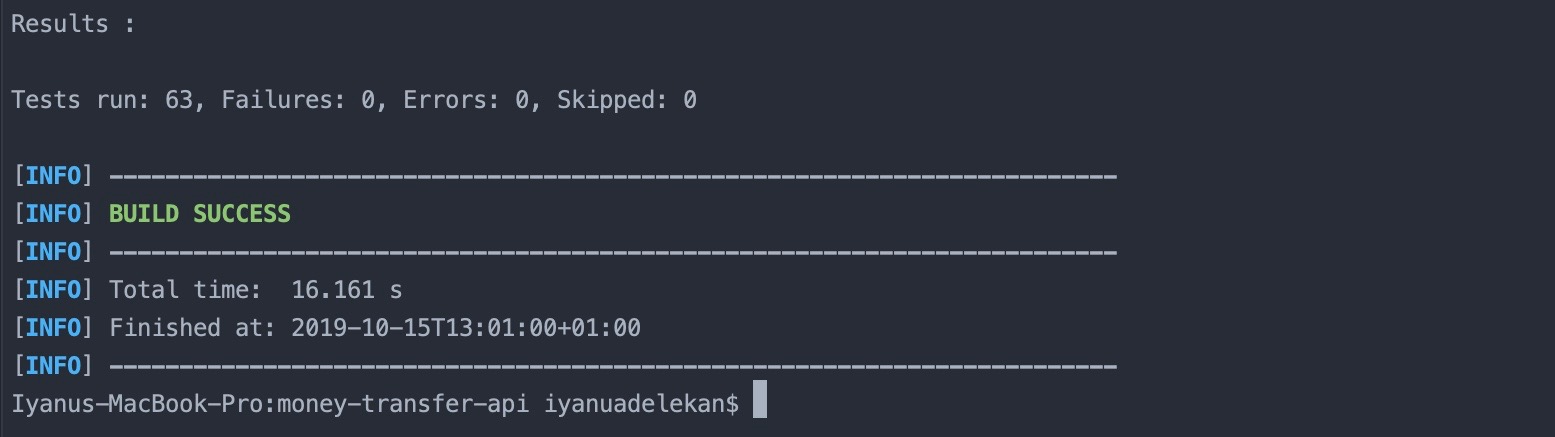 Results :
Tests run: 63, Failures: 0, Errors: 0, Skipped: 0
[INFO] ------------------------------------------------------------------------
[INFO] BUILD SUCCESS
[INFO] ------------------------------------------------------------------------
[INFO] Total time:  16.161 s
[INFO] Finished at: 2019-10-15T13:01:00+01:00
[INFO] ------------------------------------------------------------------------
Iyanus-MacBook-Pro:money-transfer-api iyanuadelekan$